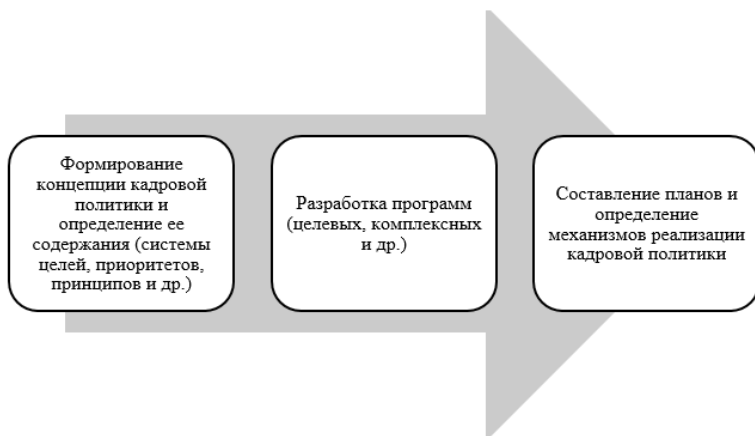 Формирование
концепции кадровой
политики и
определение ее
содержания (системы
целей, приоритетов,
принципов и др.)
Разработка программ
(целевых, комплексных
и др.)
Составление планов и
определение
механизмов реализации
кадровой политики